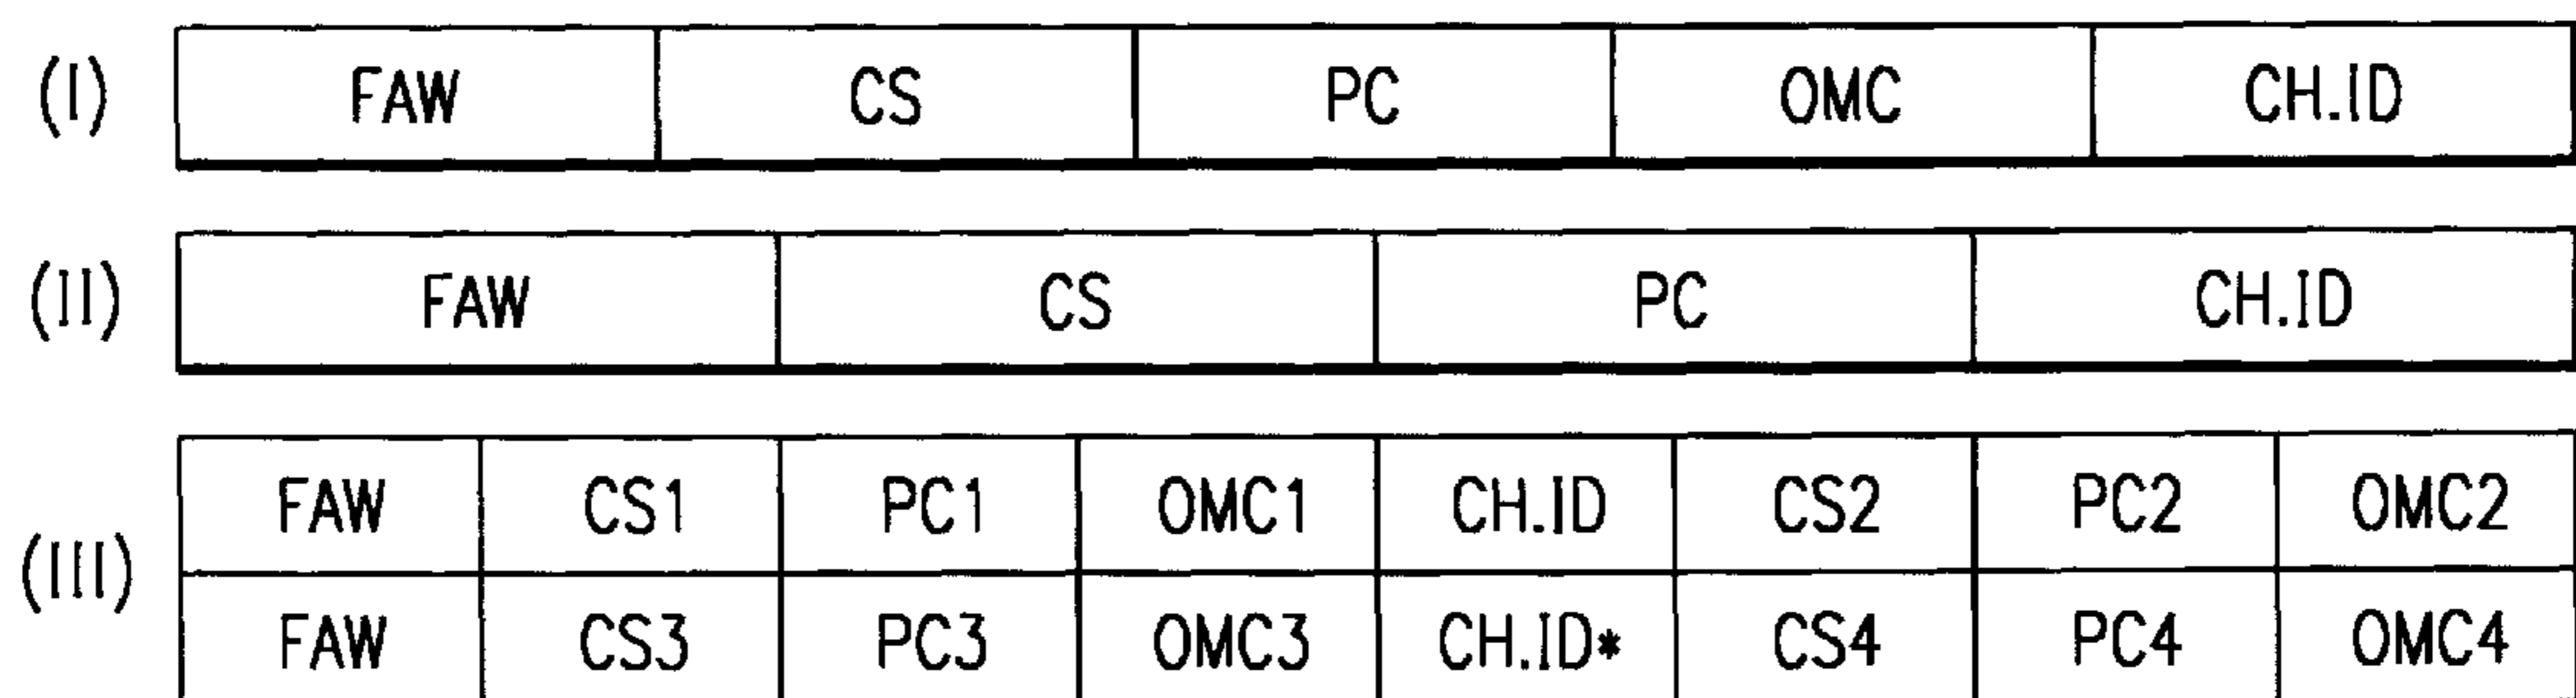 (I) FAW CS PC OMC CH.ID
(II) FAW CS PC CH.ID
(III) FAW CS1 PC1 OMC1 CH.ID CS2 PC2 OMC2
FAW CS3 PC3 OMC3 CH.ID* CS4 PC4 OMC4